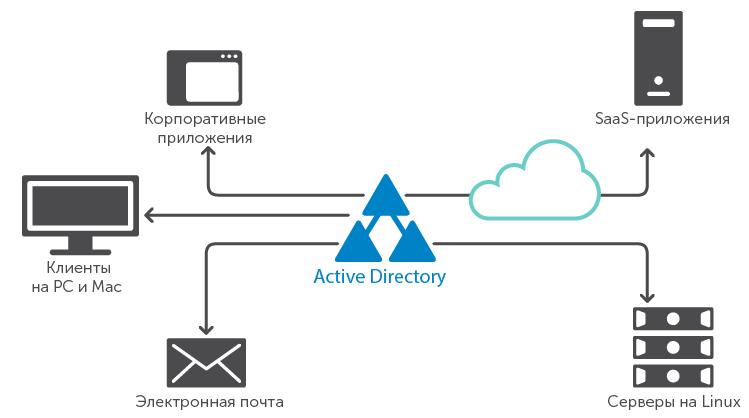 Корпоративные
приложения
SaaS-приложения
Клиенты
на PC и Mac
Active Directory
Электронная почта
Серверы на Linux